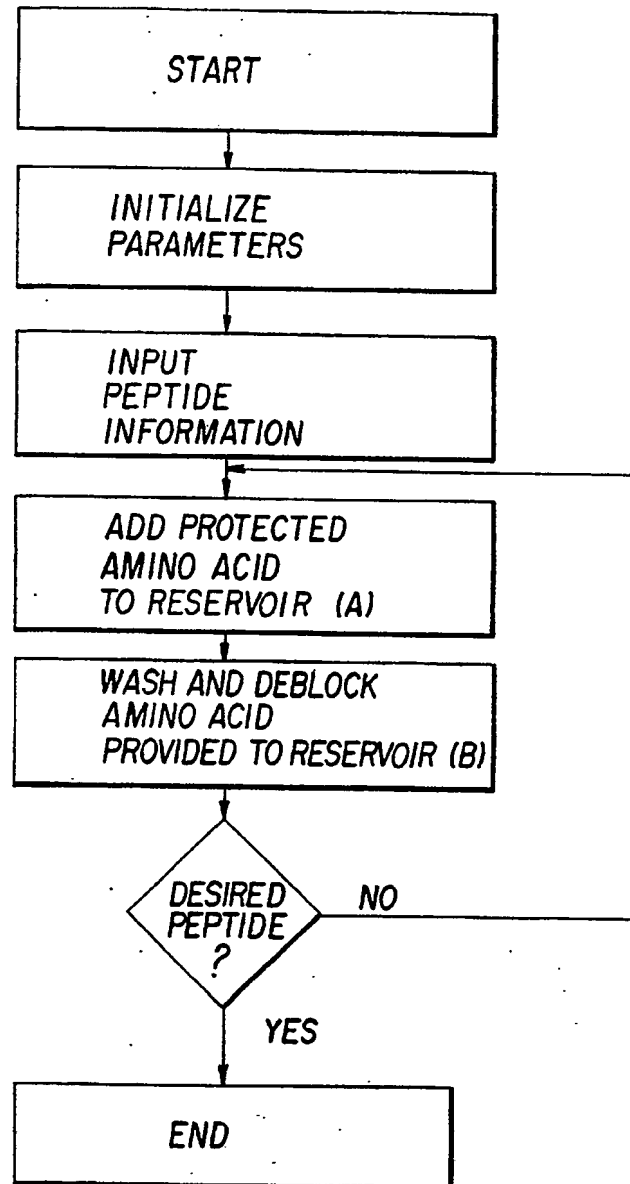 START
INITIALIZE
PARAMETERS
INPUT
PEPTIDE
INFORMATION
ADD PROTECTED
AMINO ACID
TO RESERVOIR (A)
WASH AND DEBLOCK
AMINO ACID
PROVIDED TO RESERVOIR (B)
DESIRED
PEPTIDE
?
NO
YES
END